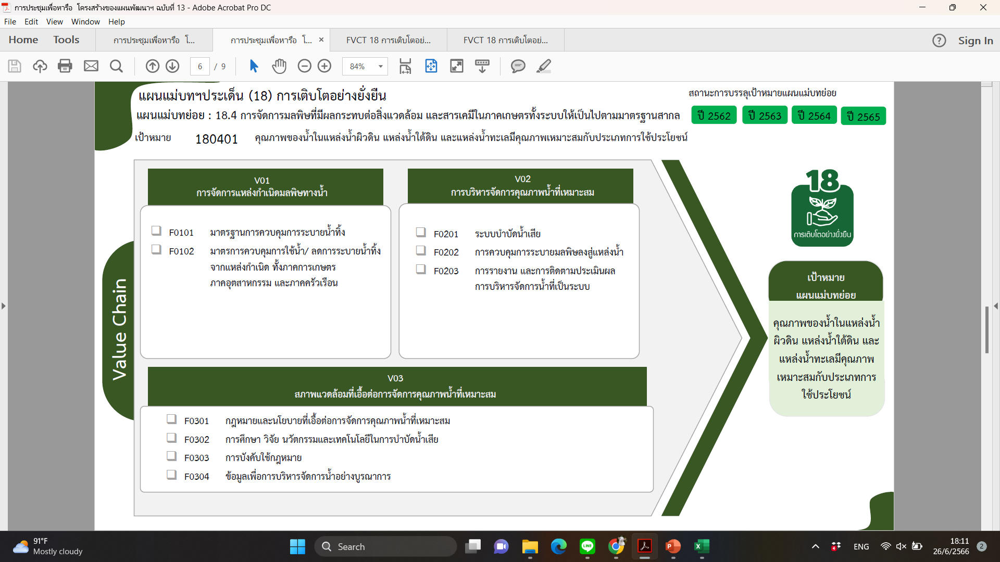 การประชุมเพื่อหารือ โครงสร้างของแผนพัฒนาฯ ฉบับที่ 13 - Adobe Acrobat Pro DC
File Edit View Window Help
Home Tools การประชุมเพื่อหารือ โ... การประชุมเพื่อหารือ โ... × FVCT 18 การเติบโตอย่... FVCT 18 การเติบโตอย่... ? Sign In
6 / 9 84%
แผนแม่บทฯประเด็น (18) การเติบโตอย่างยั่งยืน
สถานะการบรรลุเป้าหมายแผนแม่บทย่อย
แผนแม่บทย่อย : 18.4 การจัดการมลพิษที่มีผลกระทบต่อสิ่งแวดล้อม และสารเคมีในภาคเกษตรทั้งระบบให้เป็นไปตามมาตรฐานสากล
ปี 2562 ปี 2563 ปี 2564 ปี 2565
เป้าหมาย 180401 คุณภาพของน้ำในแหล่งน้ำผิวดิน แหล่งน้ำใต้ดิน และแหล่งน้ำทะเลมีคุณภาพเหมาะสมกับประเภทการใช้ประโยชน์
Value Chain
V01
การจัดการแหล่งกำเนิดมลพิษทางน้ำ
F0101 มาตรฐานการควบคุมการระบายน้ำทิ้ง
F0102 มาตรการควบคุมการใช้น้ำ/ ลดการระบายน้ำทิ้ง
จากแหล่งกำเนิด ทั้งภาคการเกษตร
ภาคอุตสาหกรรม และภาคครัวเรือน
V02
การบริหารจัดการคุณภาพน้ำที่เหมาะสม
F0201 ระบบบำบัดน้ำเสีย
F0202 การควบคุมการระบายมลพิษลงสู่แหล่งน้ำ
F0203 การรายงาน และการติดตามประเมินผล
การบริหารจัดการน้ำที่เป็นระบบ
V03
สภาพแวดล้อมที่เอื้อต่อการจัดการคุณภาพน้ำที่เหมาะสม
F0301 กฎหมายและนโยบายที่เอื้อต่อการจัดการคุณภาพน้ำที่เหมาะสม
F0302 การศึกษา วิจัย นวัตกรรมและเทคโนโลยีในการบำบัดน้ำเสีย
F0303 การบังคับใช้กฎหมาย
F0304 ข้อมูลเพื่อการบริหารจัดการน้ำอย่างบูรณาการ
18
การเติบโตอย่างยั่งยืน
เป้าหมาย
แผนแม่บทย่อย
คุณภาพของน้ำในแหล่งน้ำ
ผิวดิน แหล่งน้ำใต้ดิน และ
แหล่งน้ำทะเลมีคุณภาพ
เหมาะสมกับประเภทการ
ใช้ประโยชน์
91°F
Mostly cloudy
Search
LINE
4
ENG
18:11
26/6/2566
2